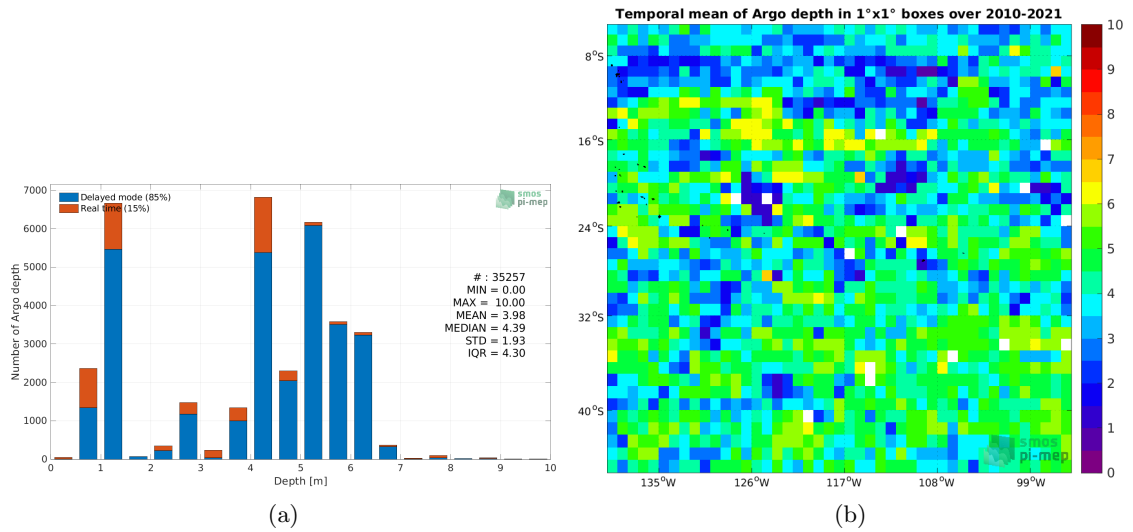 7000
6000
5000
4000
3000
2000
1000
0
Number of Argo depth
Delayed mode (85%)
Real time (15%)
smos
pi-mep
# : 35257
MIN = 0.00
MAX = 10.00
MEAN = 3.98
MEDIAN = 4.39
STD = 1.93
IQR = 4.30
0 1 2 3 4 5 6 7 8 9 10
Depth [m]
(a)
Temporal mean of Argo depth in 1°x1° boxes over 2010-2021
8°S
16°S
24°S
32°S
40°S
135°W 126°W 117°W 108°W 99°W
smos
pi-mep
10
9
8
7
6
5
4
3
2
1
0
(b)